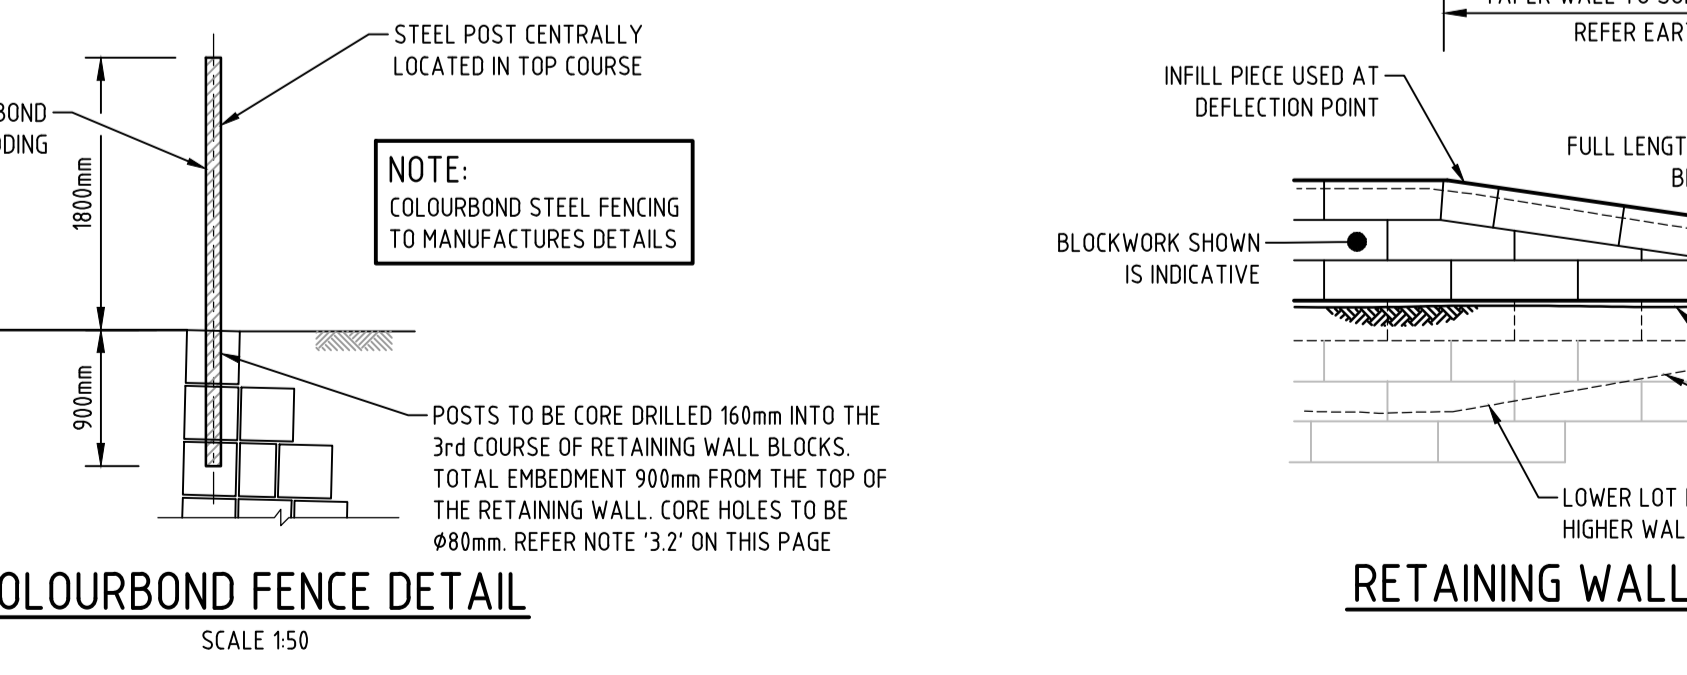 STEEL POST CENTRALLY
LOCATED IN TOP COURSE
BOND
1800mm
NOTE:
COLOURBOND STEEL FENCING
TO MANUFACTURES DETAILS
900mm
POSTS TO BE CORE DRILLED 160mm INTO THE
3rd COURSE OF RETAINING WALL BLOCKS.
TOTAL EMBEDMENT 900mm FROM THE TOP OF
THE RETAINING WALL. CORE HOLES TO BE
Ø80mm. REFER NOTE '3.2' ON THIS PAGE
OLOURBOND FENCE DETAIL
SCALE 1:50
REFER EAR
INFILL PIECE USED AT
DEFLECTION POINT
FULL LENGT
BLOCKWORK SHOWN
IS INDICATIVE
LOWER LOT
HIGHER WAL
RETAINING WALL